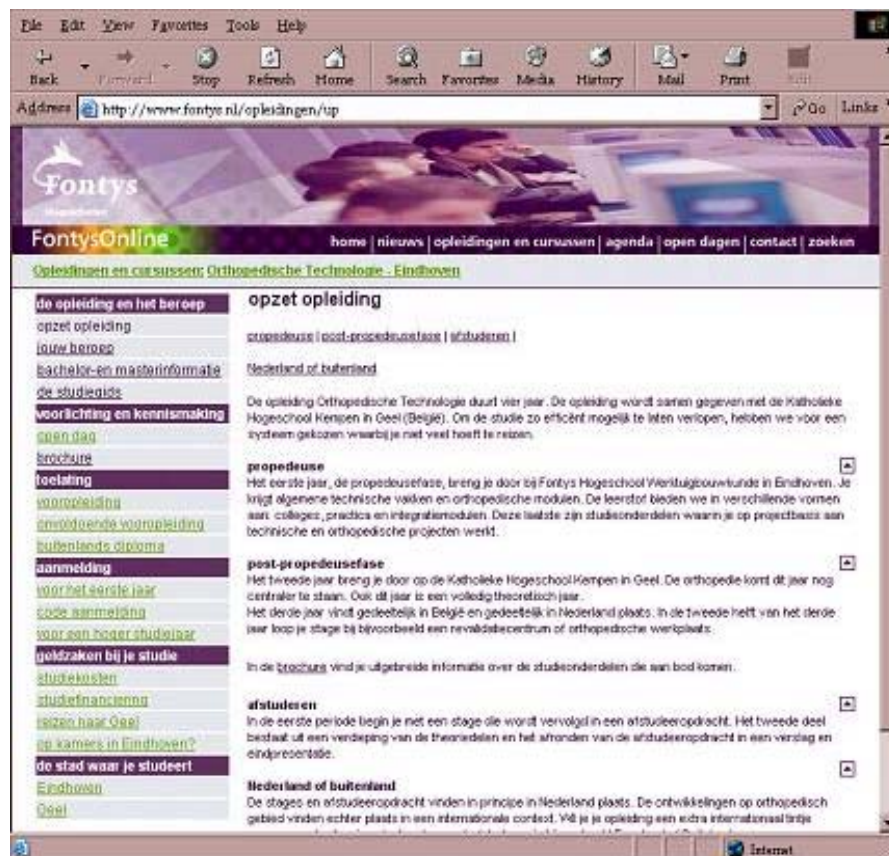 File Edit View Favorites Tools Help
Back Forward Stop Refresh Home Search Favorites Media History Mail Print Edit
Address http://www.fontys.nl/opleidingen/up Go Links
Fontys
FontysOnline
home | nieuws | opleidingen en cursussen | agenda | open dagen | contact | zoeken
Opleidingen en cursussen: Orthopedische Technologie - Eindhoven
de opleiding en het beroep
opzet opleiding
jouw beroep
bachelor-en masterinformatie
de studiegids
voorlichting en kennismaking
open dag
brochure
toelating
vooropleiding
onvoldoende vooropleiding
buitenlands diploma
aanmelding
voor het eerste jaar
code aanmelding
voor een hoger studiejaar
geldzaken bij je studie
studiekosten
studiefinanciering
reizen naar Geel
op kamers in Eindhoven?
de stad waar je studeert
Eindhoven
Geel
opzet opleiding
propedeuse | post-propedeusefase | afstuderen |
Nederland of buitenland
De opleiding Orthopedische Technologie duurt vier jaar. De opleiding wordt samen gegeven met de Katholieke
Hogeschool Kempen in Geel (België). Om de studie zo efficënt mogelijk te laten verlopen, hebben we voor een
systeem gekozen waarbij je niet veel hoeft te reizen.
propedeuse
Het eerste jaar, de propedeusefase, breng je door bij Fontys Hogeschool Werktuigbouwkunde in Eindhoven. Je
krijgt algemene technische vakken en orthopedische modulen. De leerstof bieden we in verschillende vormen
aan: colleges, practica en integratiemodulen. Deze laatste zijn studieonderdelen waarin je op projectbasis aan
technische en orthopedische projecten werkt.
post-propedeusefase
Het tweede jaar breng je door op de Katholieke Hogeschool Kempen in Geel. De orthopedie komt dit jaar nog
centraler te staan. Ook dit jaar is een volledig theoretisch jaar.
Het derde jaar vindt gedeeltelijk in België en gedeeltelijk in Nederland plaats. In de tweede helft van het derde
jaar loop je stage bij bijvoorbeeld een revalidatiecentrum of orthopedische werkplaats.
In de brochure vind je uitgebreide informatie over de studieonderdelen die aan bod komen.
afstuderen
In de eerste periode begin je met een stage die wordt vervolgd in een afstudeeropdracht. Het tweede deel
bestaat uit een verdieping van de theoriedelen en het afronden van de afstudeeropdracht in een verslag en
eindpresentatie.
Nederland of buitenland
De stages en afstudeeropdracht vinden in principe in Nederland plaats. De ontwikkelingen op orthopedisch
gebied vinden echter plaats in een internationale context. Wil je je opleiding een extra internationaal tintje
Internet